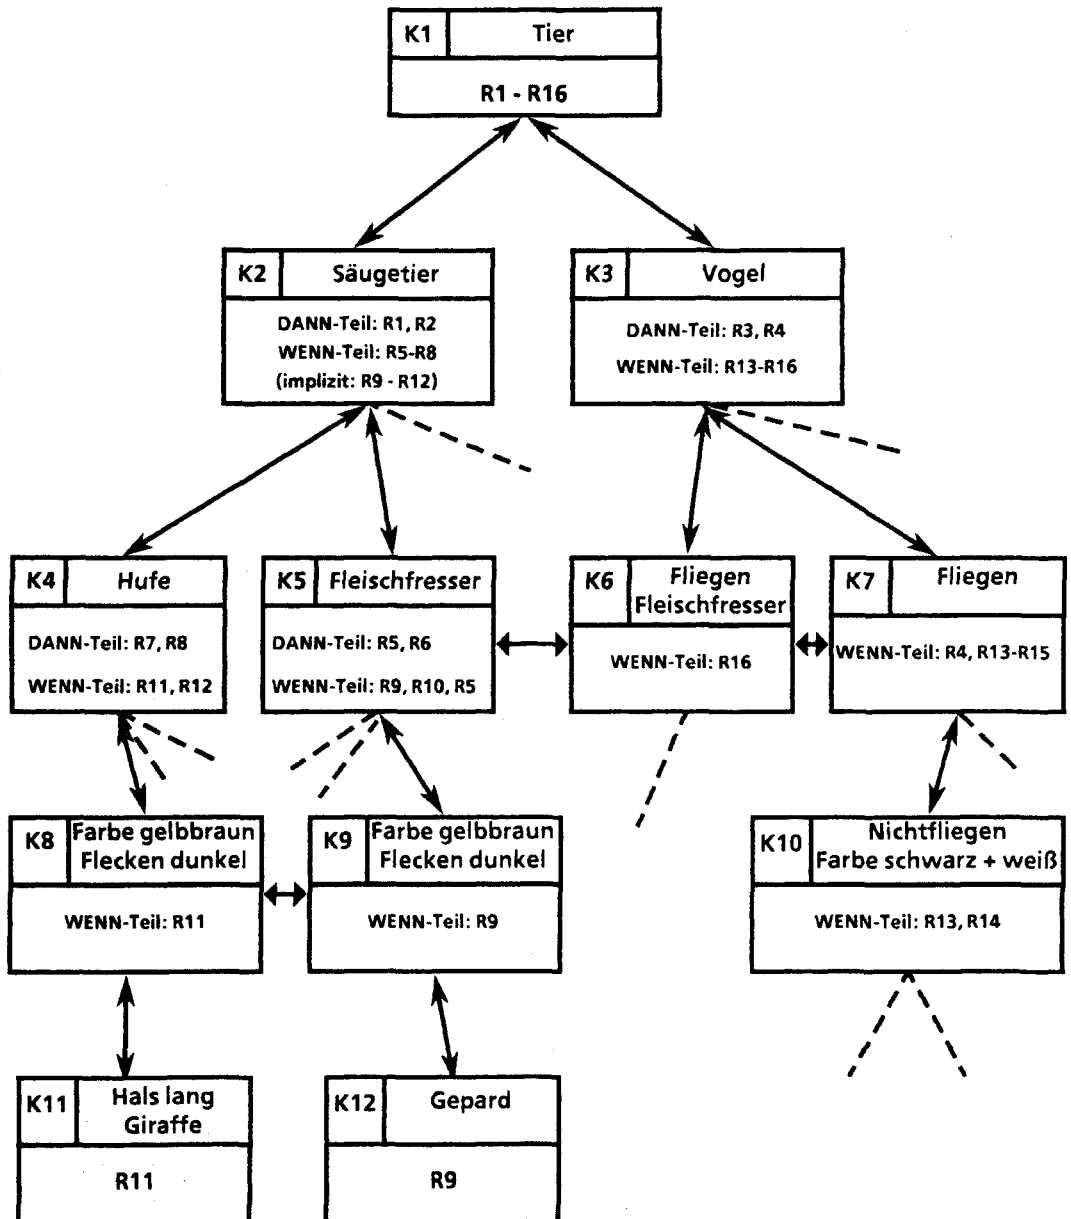 K1 Tier
R1 - R16
K2 Säugetier
DANN-Teil: R1, R2
WENN-Teil: R5-R8
(implizit: R9 - R12)
K3 Vogel
DANN-Teil: R3, R4
WENN-Teil: R13-R16
K4 Hufe
DANN-Teil: R7, R8
WENN-Teil: R11, R12
K5 Fleischfresser
DANN-Teil: R5, R6
WENN-Teil: R9, R10, R5
K6 Fliegen
Fleischfresser
WENN-Teil: R16
K7 Fliegen
WENN-Teil: R4, R13-R15
K8 Farbe gelbbraun
Flecken dunkel
WENN-Teil: R11
K9 Farbe gelbbraun
Flecken dunkel
WENN-Teil: R9
K10 Nichtfliegen
Farbe schwarz + weiß
WENN-Teil: R13, R14
K11 Hals lang
Giraffe
R11
K12 Gepard
R9